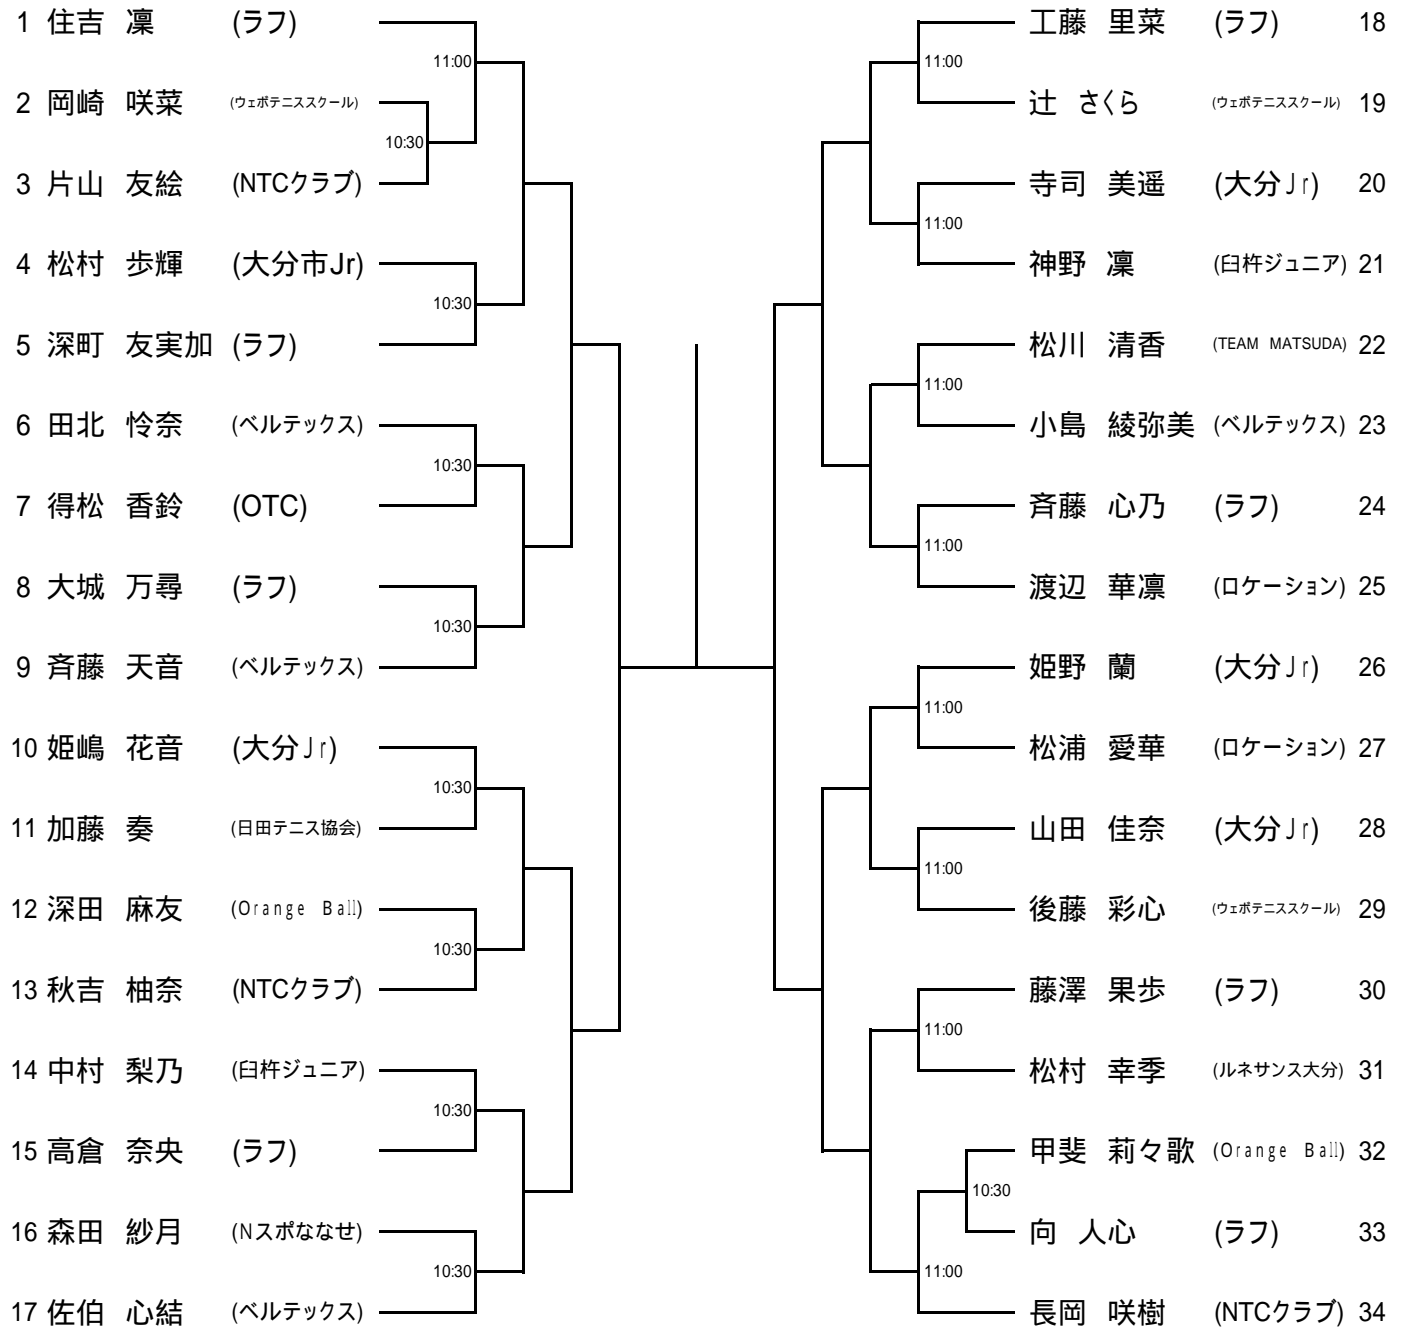 1 住吉 凜 (ラフ)
11:00
2 岡崎 咲菜 (ウェボテニススクール)
10:30
3 片山 友絵 (NTCクラブ)
4 松村 歩輝 (大分市Jr)
10:30
5 深町 友実加 (ラフ)
6 田北 怜奈 (ベルテックス)
10:30
7 得松 香鈴 (OTC)
8 大城 万尋 (ラフ)
10:30
9 斉藤 天音 (ベルテックス)
10 姫嶋 花音 (大分Jr)
10:30
11 加藤 奏 (日田テニス協会)
12 深田 麻友 (Orange Ball)
10:30
13 秋吉 柚奈 (NTCクラブ)
14 中村 梨乃 (臼杵ジュニア)
10:30
15 高倉 奈央 (ラフ)
16 森田 紗月 (Nスポななせ)
10:30
17 佐伯 心結 (ベルテックス)
工藤 里菜 (ラフ) 18
11:00
辻 さくら (ウェボテニススクール) 19
寺司 美遥 (大分Jr) 20
11:00
神野 凜 (臼杵ジュニア) 21
松川 清香 (TEAM MATSUDA) 22
11:00
小島 綾弥美 (ベルテックス) 23
斉藤 心乃 (ラフ) 24
11:00
渡辺 華凛 (ロケーション) 25
姫野 蘭 (大分Jr) 26
11:00
松浦 愛華 (ロケーション) 27
山田 佳奈 (大分Jr) 28
11:00
後藤 彩心 (ウェボテニススクール) 29
藤澤 果歩 (ラフ) 30
11:00
松村 幸季 (ルネサンス大分) 31
甲斐 莉々歌 (Orange Ball) 32
10:30
向 人心 (ラフ) 33
11:00
長岡 咲樹 (NTCクラブ) 34